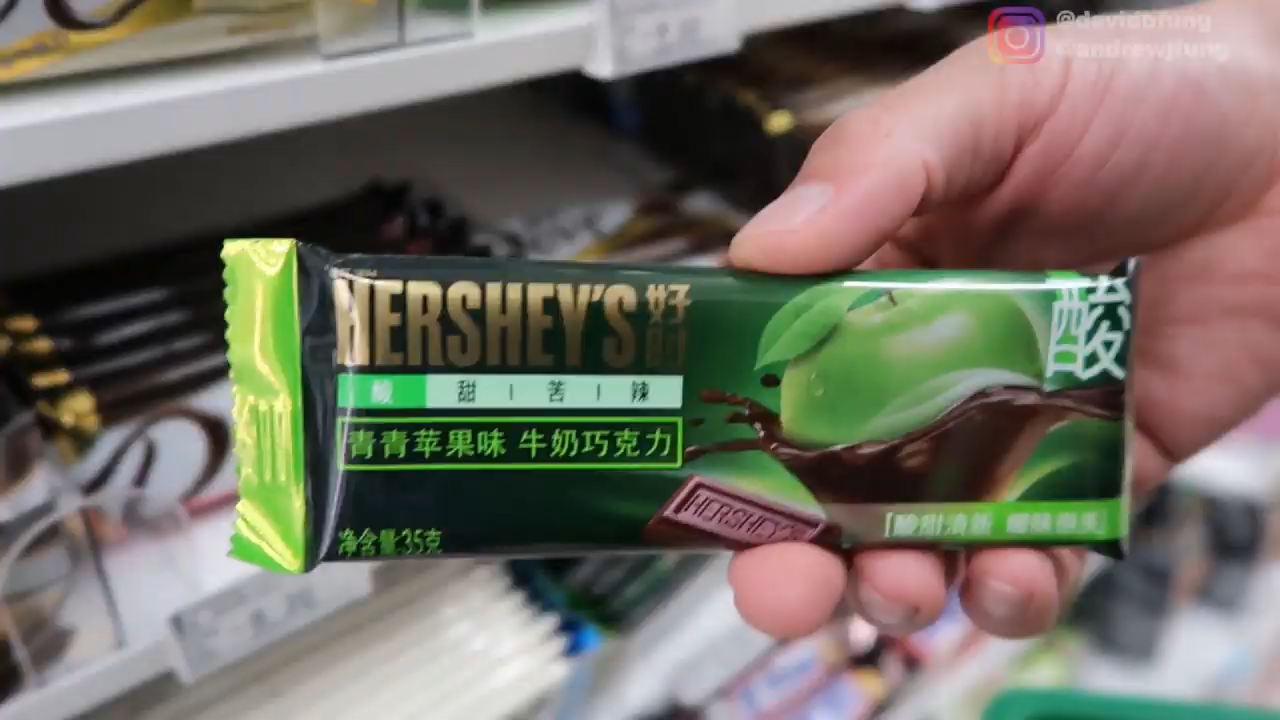 @davidbfung
@andrewjfung
HERSHEY'S 好时
酸
酸 甜 | 苦 | 辣
青青苹果味 牛奶巧克力
HERSHEY'S
净含量35克